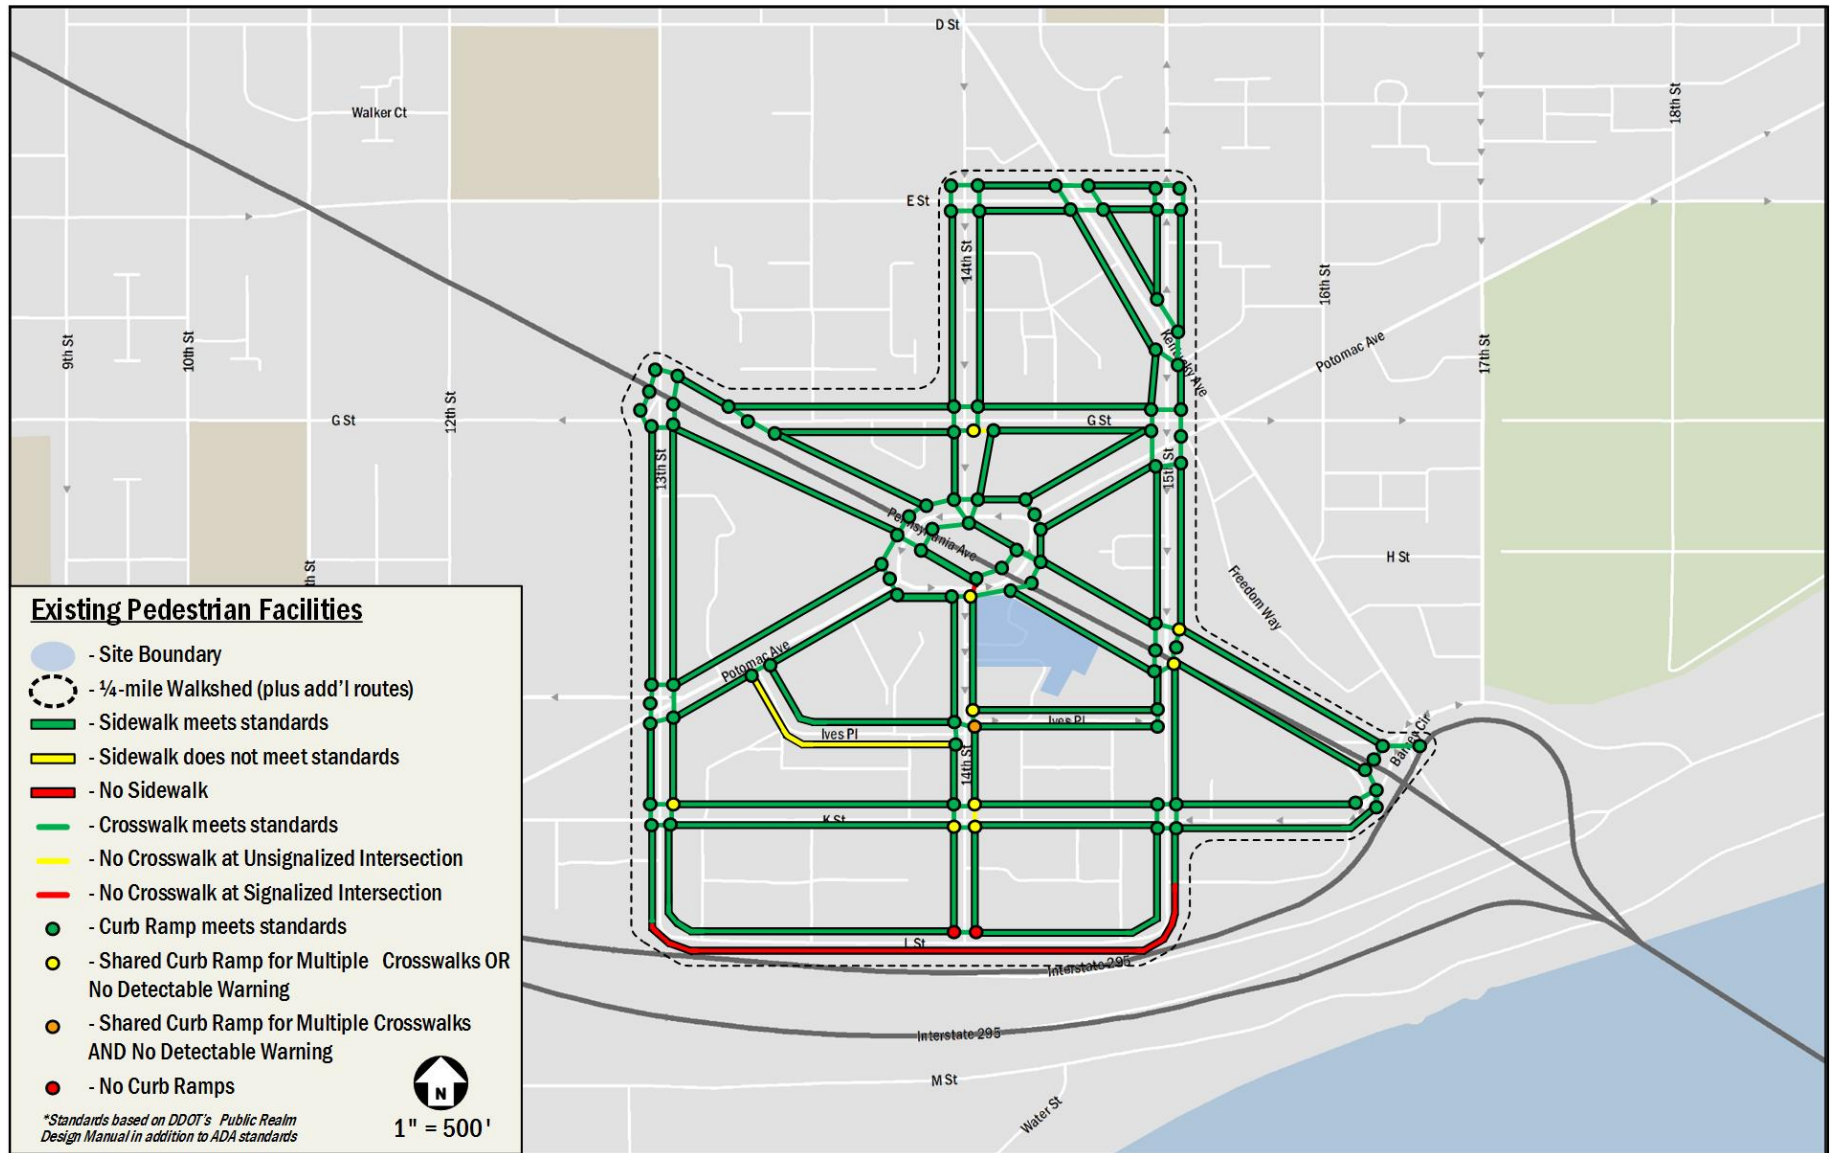 D St
Walker Ct
18th St
E St
14th St
16th St
9th St
10th St
12th St
Kentucky Ave
Potomac Ave
17th St
G St
G St
13th St
15th St
Pennsylvania Ave
H St
Freedom Way
th St
Potomac Ave
Ives Pl
Ives Pl
14th St
Barney Cir
K St
L St
Interstate 295
Interstate 295
M St
Water St
Existing Pedestrian Facilities
- Site Boundary
- ¼-mile Walkshed (plus add'l routes)
- Sidewalk meets standards
- Sidewalk does not meet standards
- No Sidewalk
- Crosswalk meets standards
- No Crosswalk at Unsignalized Intersection
- No Crosswalk at Signalized Intersection
- Curb Ramp meets standards
- Shared Curb Ramp for Multiple Crosswalks OR
No Detectable Warning
- Shared Curb Ramp for Multiple Crosswalks
AND No Detectable Warning
- No Curb Ramps
*Standards based on DDOT's Public Realm
Design Manual in addition to ADA standards
N
1" = 500'